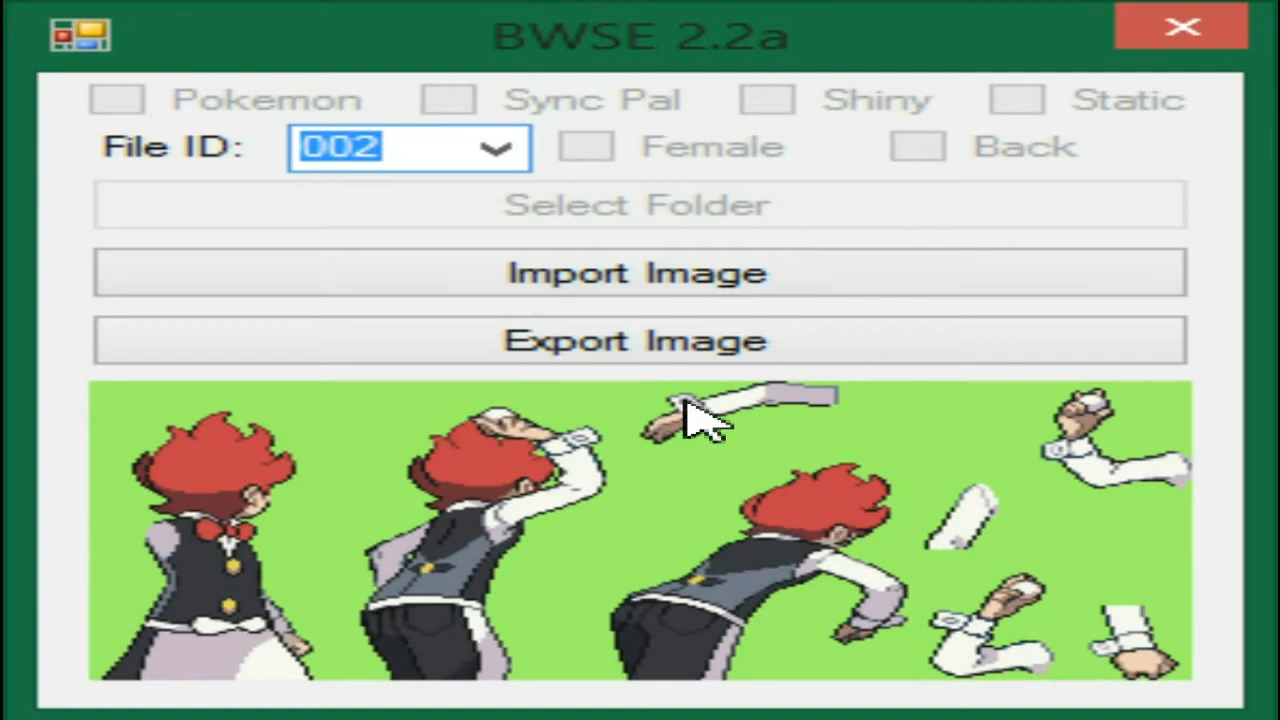 BWSE 2.2a
Pokemon Sync Pal Shiny Static
File ID: 002 Female Back
Select Folder
Import Image
Export Image